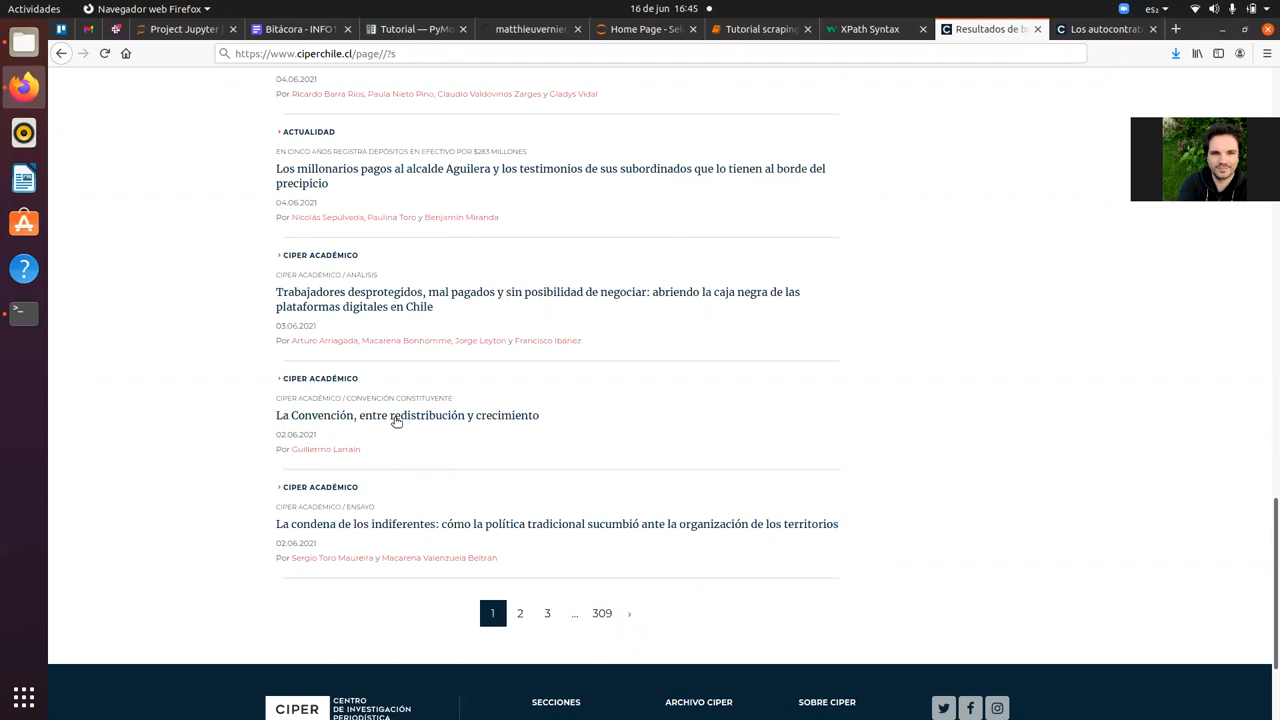 Actividades
Navegador web Firefox
16 de jun 16:45
es2
Project Jupyter
Bitácora - INFO1
Tutorial — PyMo
matthieuvernie
Home Page - Sel
Tutorial scraping
XPath Syntax
Resultados de b
Los autocontrat
https://www.ciperchile.cl/page//?s
04.06.2021
Por Ricardo Barra Ríos, Paula Nieto Pino, Claudio Valdovinos Zarges y Gladys Vidal
ACTUALIDAD
EN CINCO AÑOS REGISTRA DEPÓSITOS EN EFECTIVO POR $283 MILLONES
Los millonarios pagos al alcalde Aguilera y los testimonios de sus subordinados que lo tienen al borde del
precipicio
04.06.2021
Por Nicolás Sepúlveda, Paulina Toro y Benjamín Miranda
CIPER ACADÉMICO
CIPER ACADÉMICO / ANÁLISIS
Trabajadores desprotegidos, mal pagados y sin posibilidad de negociar: abriendo la caja negra de las
plataformas digitales en Chile
03.06.2021
Por Arturo Arriagada, Macarena Bonhomme, Jorge Leyton y Francisco Ibáñez
CIPER ACADÉMICO
CIPER ACADÉMICO / CONVENCIÓN CONSTITUYENTE
La Convención, entre redistribución y crecimiento
02.06.2021
Por Guillermo Larraín
CIPER ACADÉMICO
CIPER ACADÉMICO / ENSAYO
La condena de los indiferentes: cómo la política tradicional sucumbió ante la organización de los territorios
02.06.2021
Por Sergio Toro Maureira y Macarena Valenzuela Beltrán
1 2 3 … 309 ›
CIPER
CENTRO
DE INVESTIGACIÓN
PERIODÍSTICA
SECCIONES
ARCHIVO CIPER
SOBRE CIPER